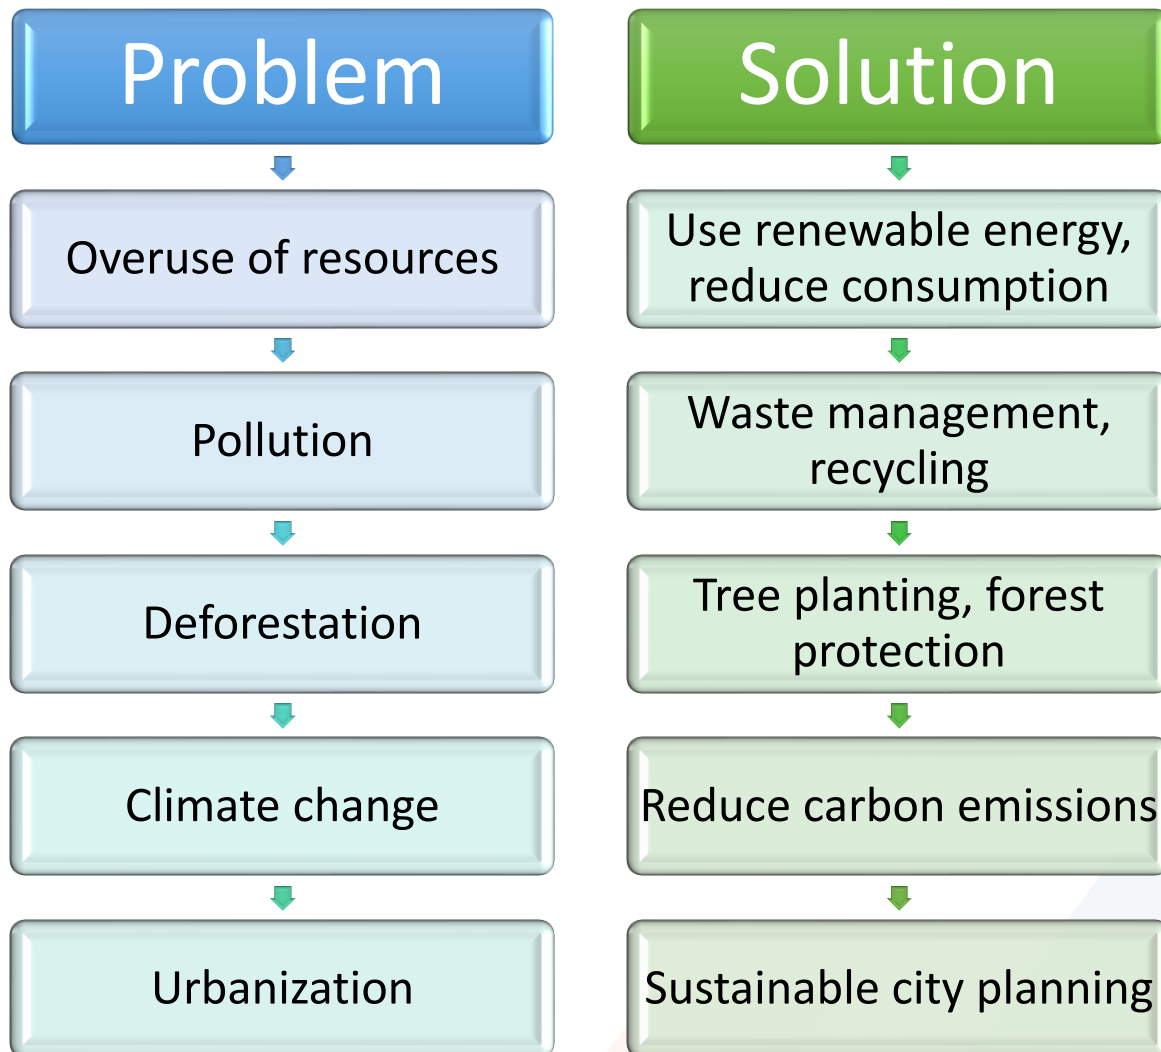 Problem
Overuse of resources
Pollution
Deforestation
Climate change
Urbanization
Solution
Use renewable energy,
reduce consumption
Waste management,
recycling
Tree planting, forest
protection
Reduce carbon emissions
Sustainable city planning